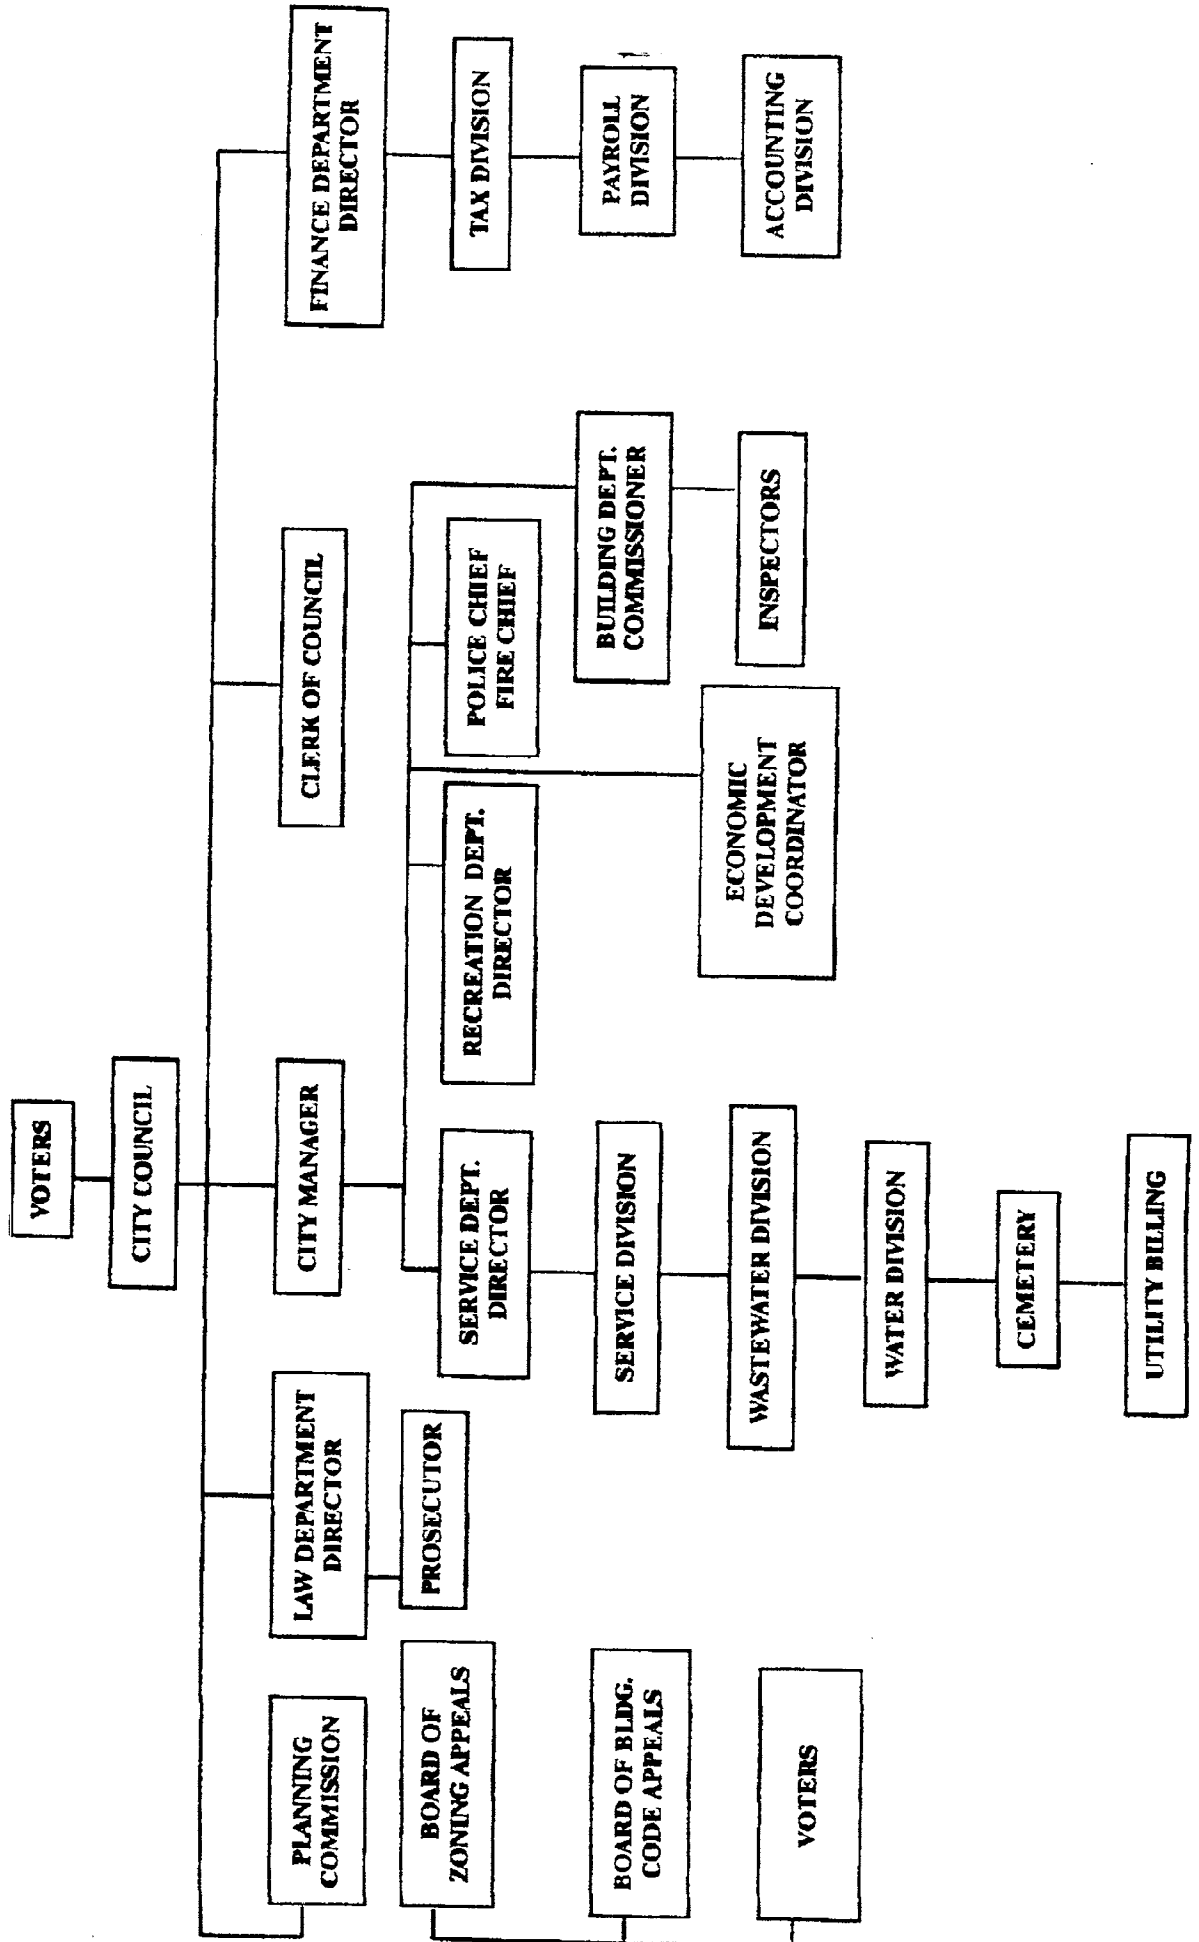 VOTERS
CITY COUNCIL
PLANNING
COMMISSION
LAW DEPARTMENT
DIRECTOR
CITY MANAGER
CLERK OF COUNCIL
FINANCE DEPARTMENT
DIRECTOR
BOARD OF
ZONING APPEALS
PROSECUTOR
SERVICE DEPT.
DIRECTOR
RECREATION DEPT.
DIRECTOR
POLICE CHIEF
FIRE CHIEF
TAX DIVISION
BOARD OF BLDG.
CODE APPEALS
SERVICE DIVISION
BUILDING DEPT.
COMMISSIONER
PAYROLL
DIVISION
VOTERS
WASTEWATER DIVISION
ECONOMIC
DEVELOPMENT
COORDINATOR
INSPECTORS
ACCOUNTING
DIVISION
WATER DIVISION
CEMETERY
UTILITY BILLING